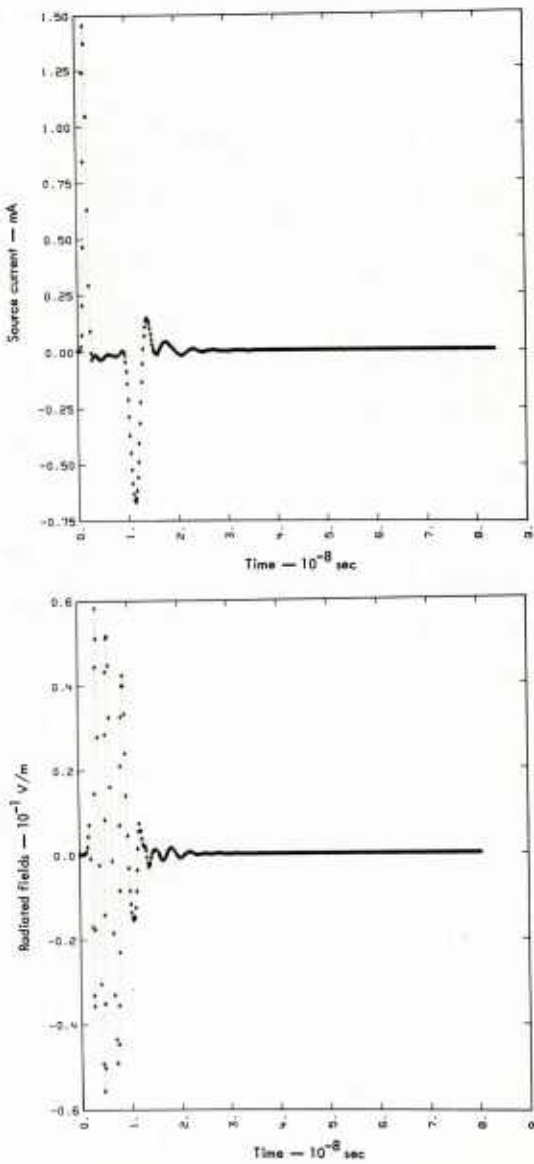 1.50
1.25
1.00
0.75
0.50
0.25
0.00
-0.25
-0.50
-0.75
Source current — mA
0. 1. 2. 3. 4. 5. 6. 7. 8. 9.
Time — 10⁻⁸ sec
0.6
0.4
0.2
0.0
-0.2
-0.4
-0.6
Radiated fields — 10⁻¹ V/m
0. 1. 2. 3. 4. 5. 6. 7. 8. 9.
Time — 10⁻⁸ sec